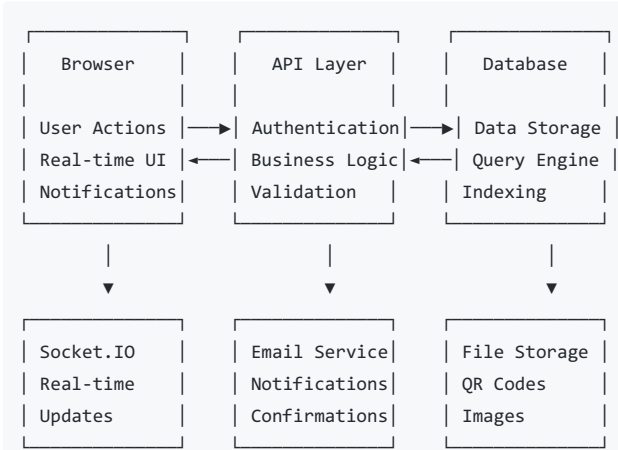 Browser API Layer Database
User Actions Authentication Data Storage
Real-time UI Business Logic Query Engine
Notifications Validation Indexing
Socket.IO Email Service File Storage
Real-time Notifications QR Codes
Updates Confirmations Images